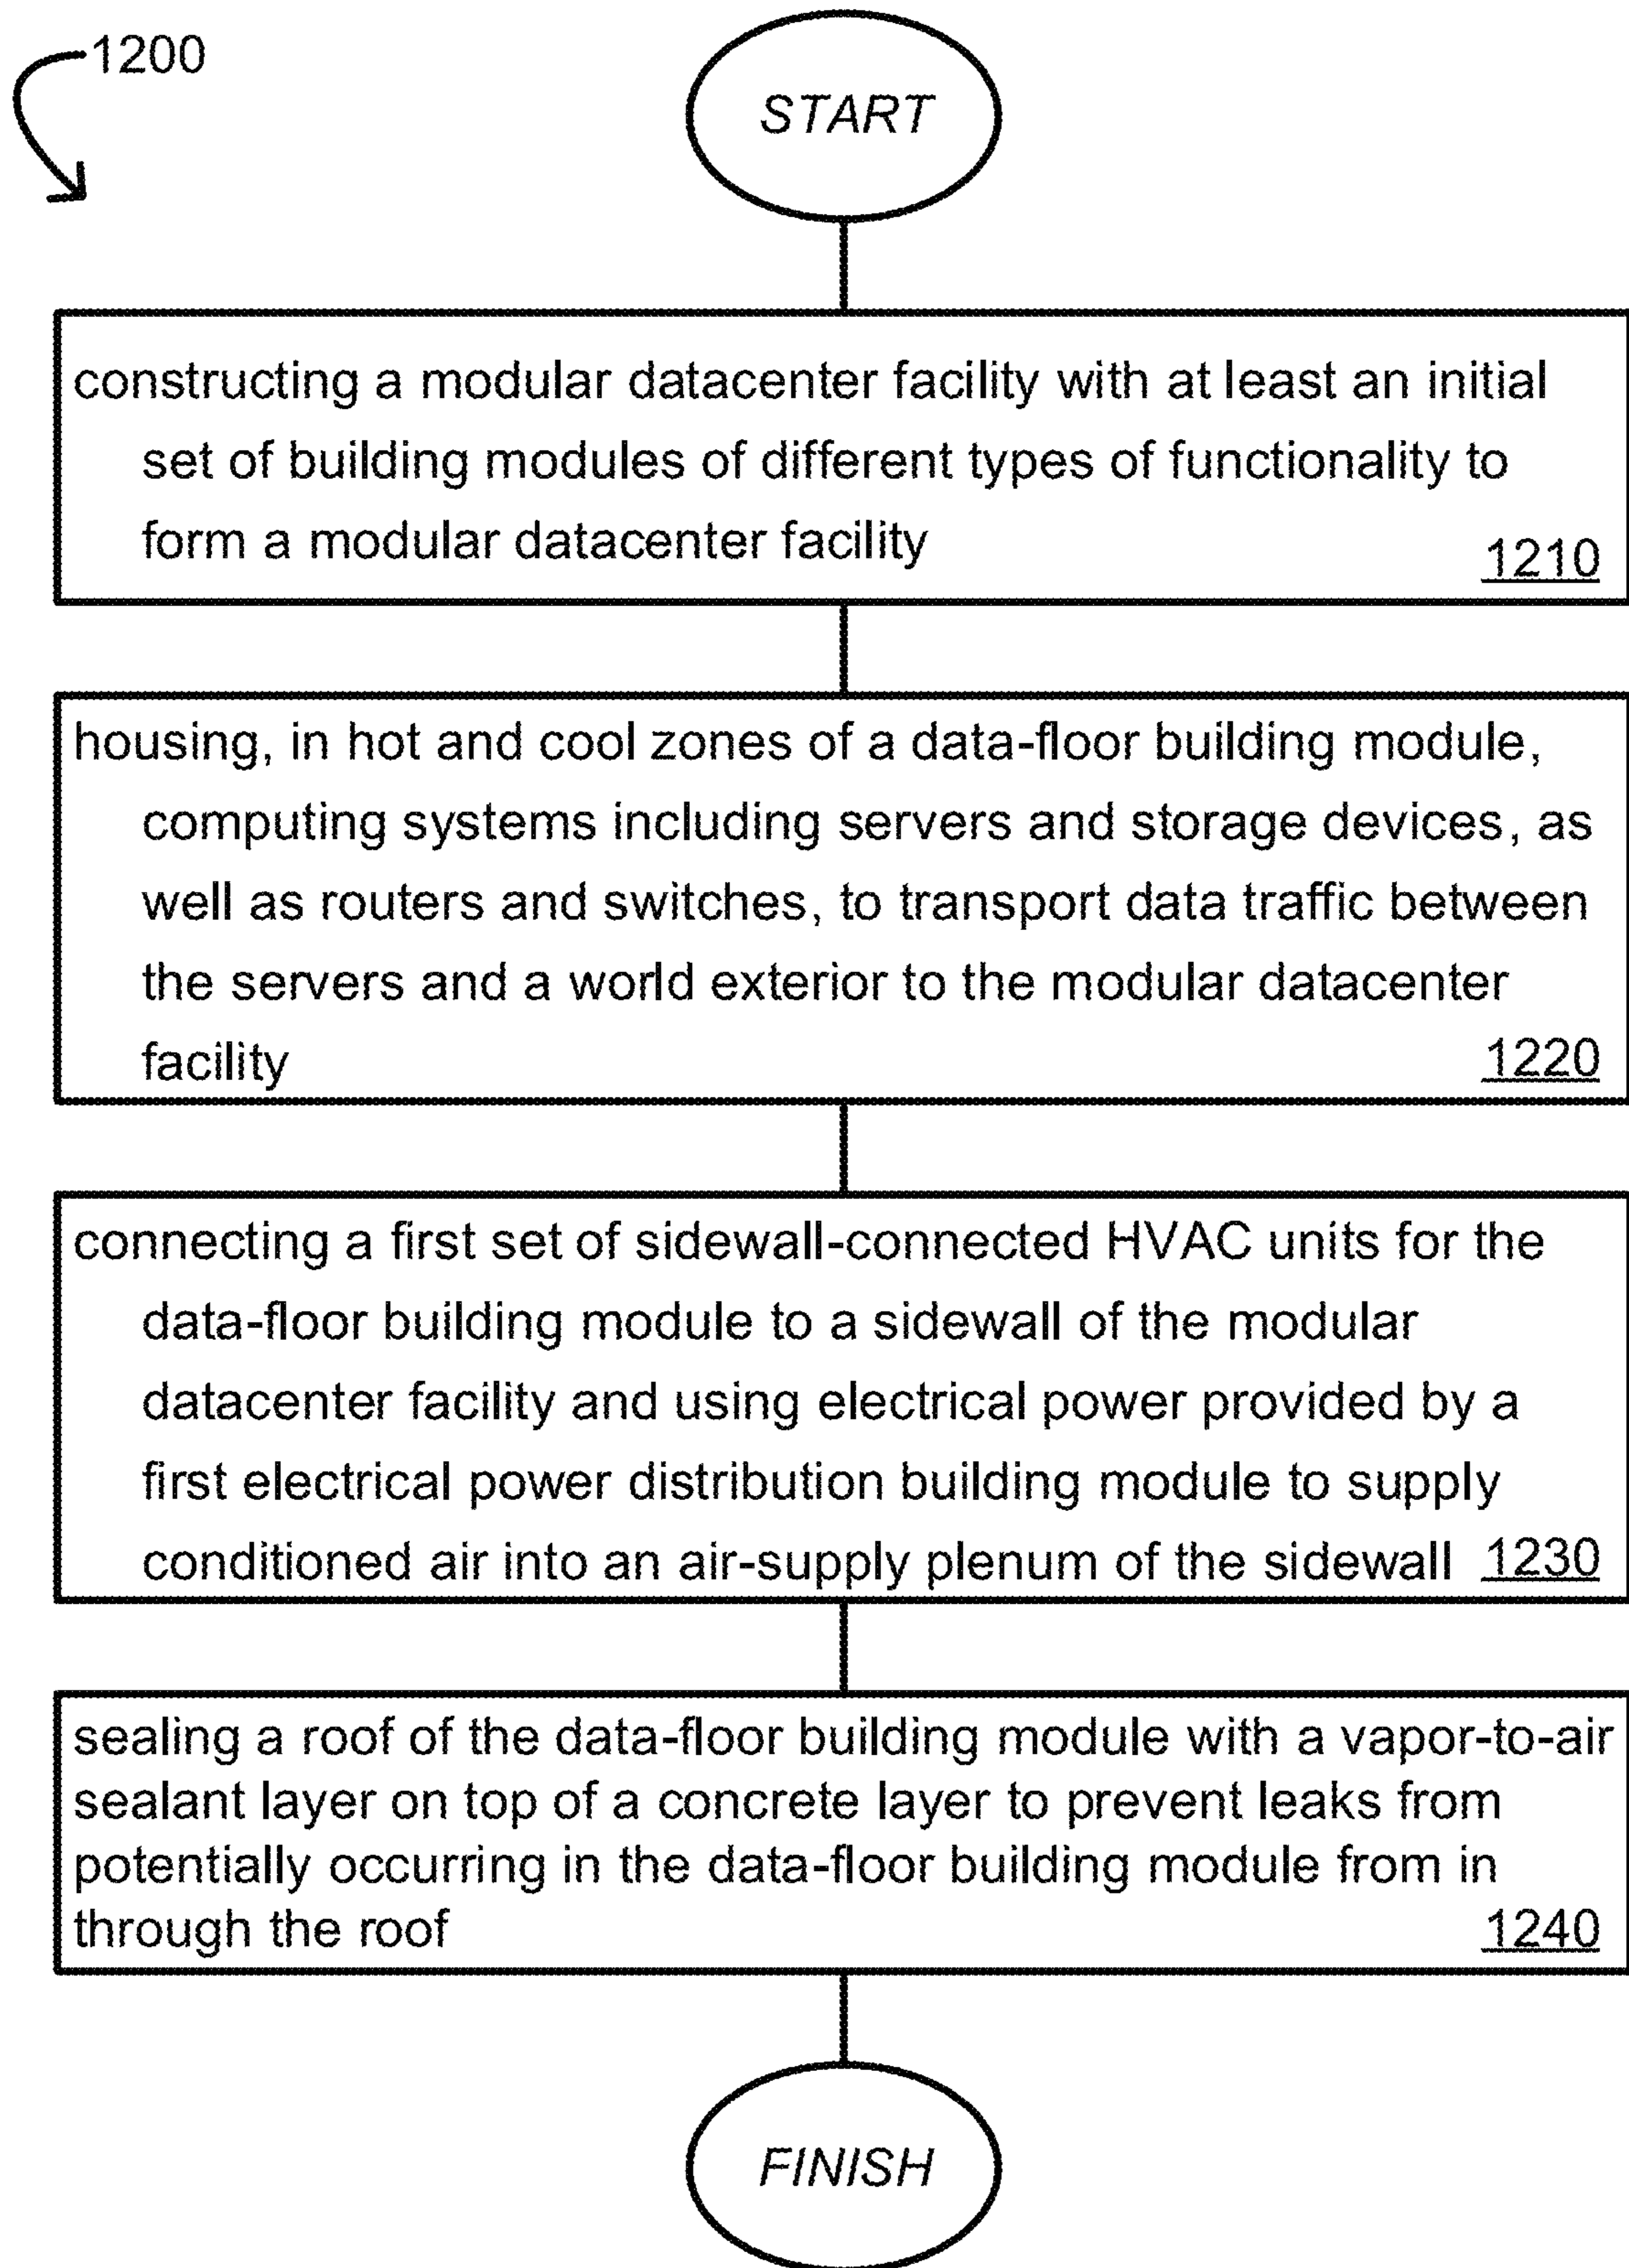 1200
START
constructing a modular datacenter facility with at least an initial
set of building modules of different types of functionality to
form a modular datacenter facility
1210
housing, in hot and cool zones of a data-floor building module,
computing systems including servers and storage devices, as
well as routers and switches, to transport data traffic between
the servers and a world exterior to the modular datacenter
facility
1220
connecting a first set of sidewall-connected HVAC units for the
data-floor building module to a sidewall of the modular
datacenter facility and using electrical power provided by a
first electrical power distribution building module to supply
conditioned air into an air-supply plenum of the sidewall 1230
sealing a roof of the data-floor building module with a vapor-to-air
sealant layer on top of a concrete layer to prevent leaks from
potentially occurring in the data-floor building module from in
through the roof
1240
FINISH